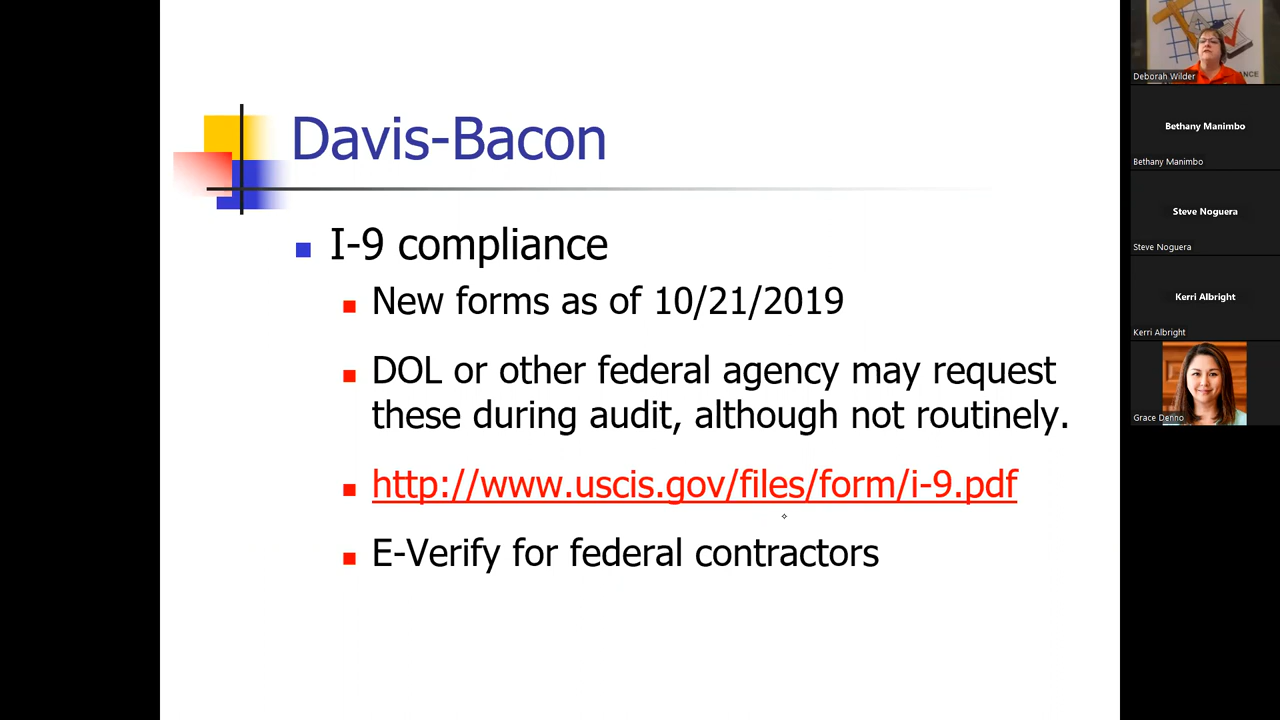 Davis-Bacon
I-9 compliance
New forms as of 10/21/2019
DOL or other federal agency may request
these during audit, although not routinely.
http://www.uscis.gov/files/form/i-9.pdf
E-Verify for federal contractors
ANCE
Deborah Wilder
Bethany Manimbo
Bethany Manimbo
Steve Noguera
Steve Noguera
Kerri Albright
Kerri Albright
Grace Denno